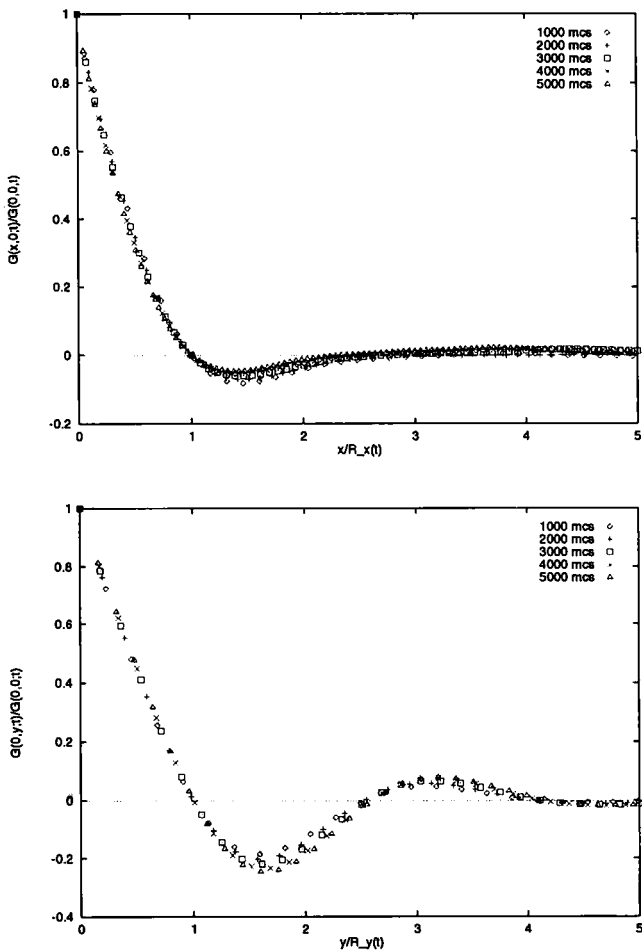 1
0.8
0.6
0.4
0.2
0
-0.2
G(x,0;t)/G(0,0;t)
1000 mcs
2000 mcs
3000 mcs
4000 mcs
5000 mcs
0 1 2 3 4 5
x/R_x(t)
1
0.8
0.6
0.4
0.2
0
-0.2
-0.4
G(0,y;t)/G(0,0;t)
1000 mcs
2000 mcs
3000 mcs
4000 mcs
5000 mcs
0 1 2 3 4 5
y/R_y(t)